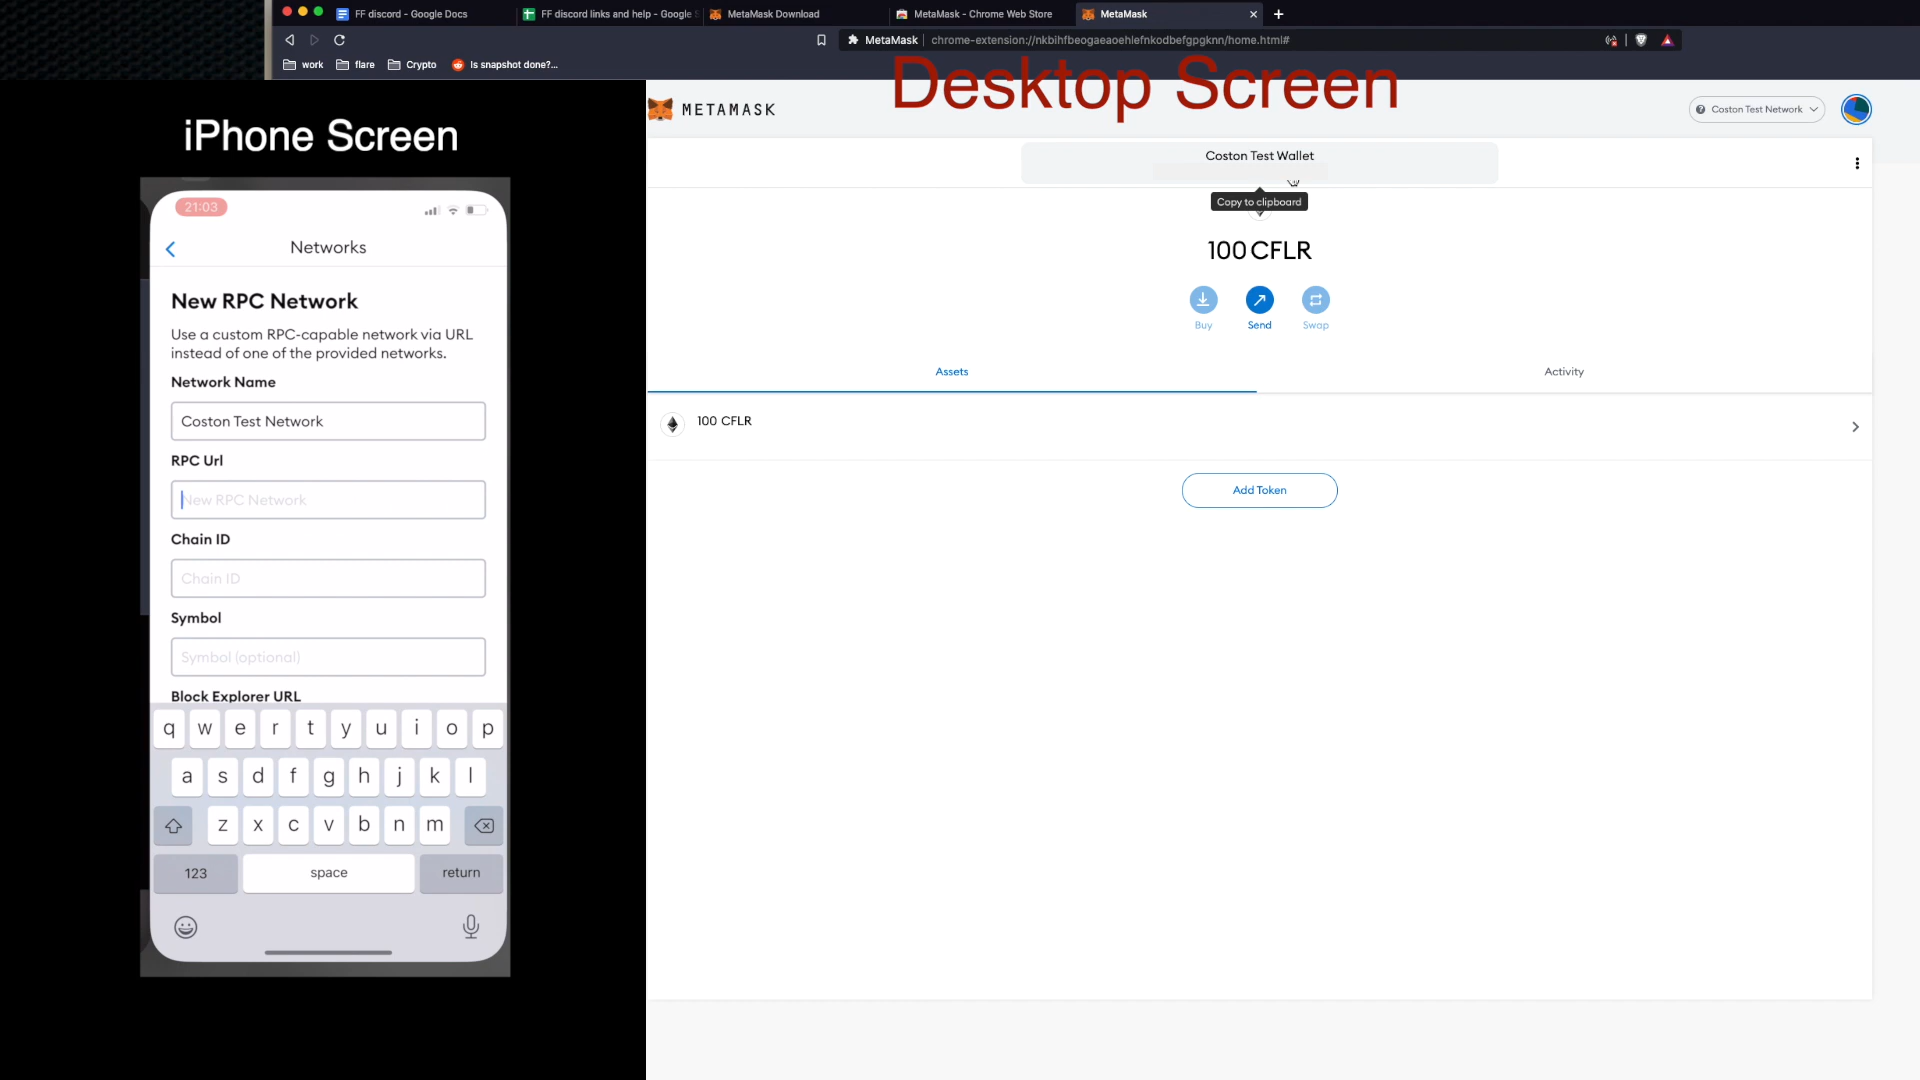 FF discord - Google Docs
FF discord links and help - Google S
MetaMask Download
MetaMask - Chrome Web Store
MetaMask
MetaMask
chrome-extension://nkbihfbeogaeaoehlefnkodbefgpgknn/home.html#
work
flare
Crypto
Is snapshot done?...
Desktop Screen
iPhone Screen
METAMASK
Coston Test Network
Coston Test Wallet
Copy to clipboard
100 CFLR
Buy
Send
Swap
Assets
Activity
100 CFLR
Add Token
21:03
Networks
New RPC Network
Use a custom RPC-capable network via URL
instead of one of the provided networks.
Network Name
Coston Test Network
RPC Url
New RPC Network
Chain ID
Chain ID
Symbol
Symbol (optional)
Block Explorer URL
q w e r t y u i o p
a s d f g h j k l
z x c v b n m
123 space return